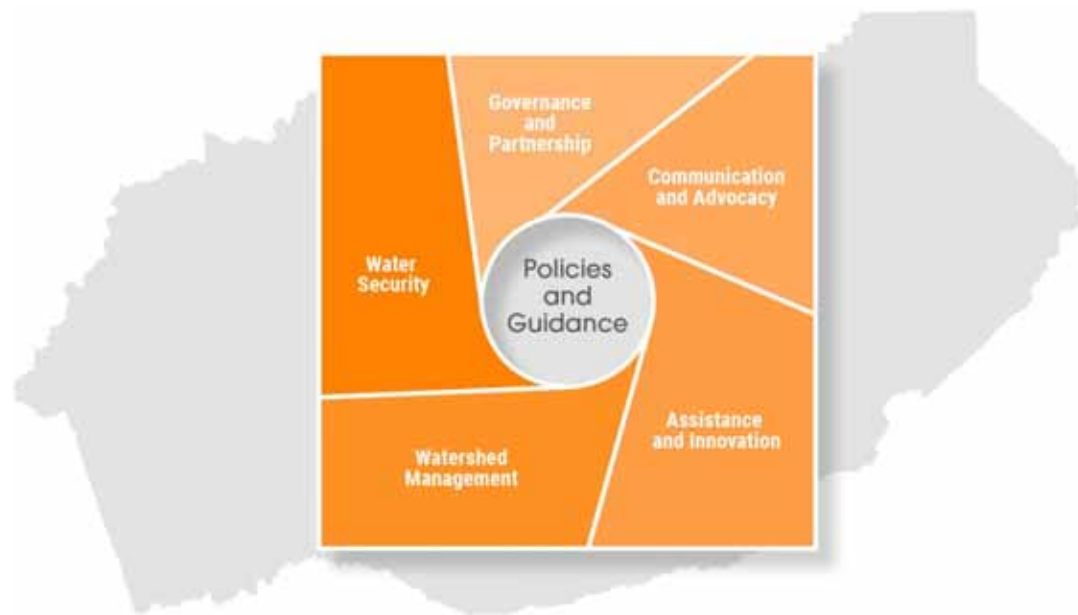 Governance
and
Partnership
Communication
and Advocacy
Water
Security
Policies
and
Guidance
Assistance
and Innovation
Watershed
Management